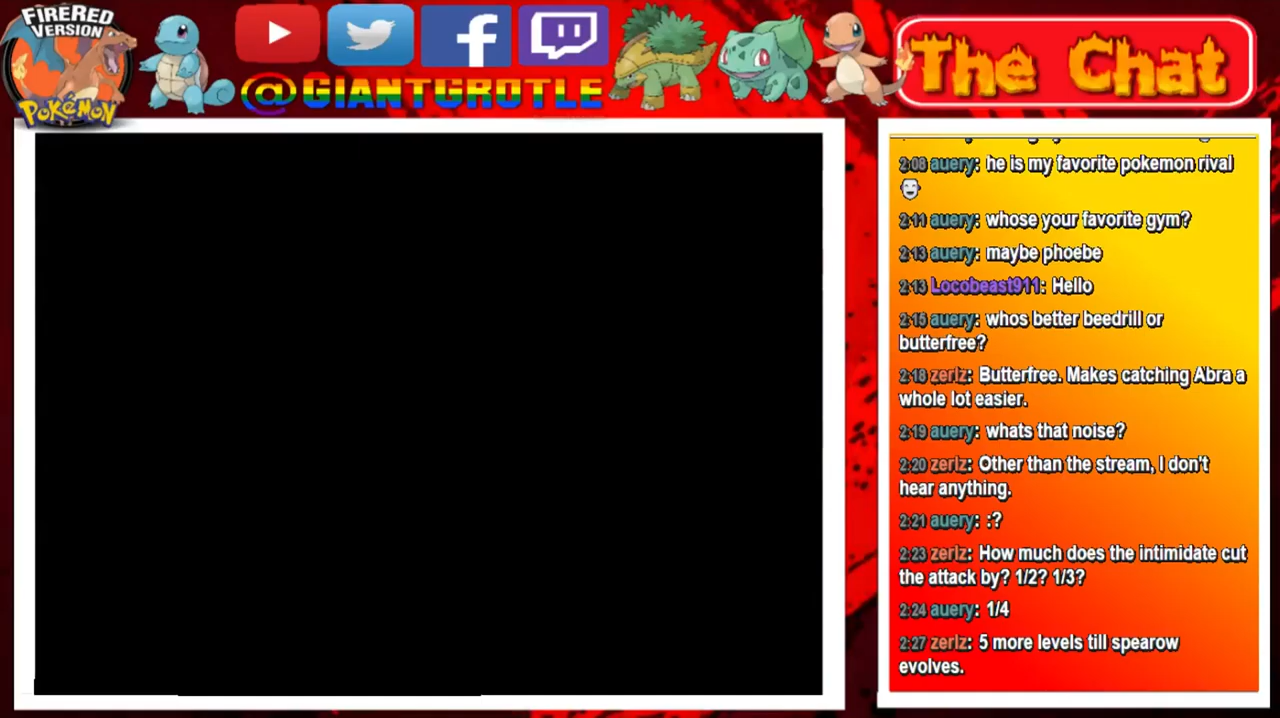 FIRERED
VERSION
POKéMON
@GIANTGROTLE
The Chat
2:08 auery: he is my favorite pokemon rival
2:11 auery: whose your favorite gym?
2:13 auery: maybe phoebe
2:13 Locobeast911: Hello
2:15 auery: whos better beedrill or
butterfree?
2:18 zerlz: Butterfree. Makes catching Abra a
whole lot easier.
2:19 auery: whats that noise?
2:20 zerlz: Other than the stream, I don't
hear anything.
2:21 auery: :?
2:23 zerlz: How much does the intimidate cut
the attack by? 1/2? 1/3?
2:24 auery: 1/4
2:27 zerlz: 5 more levels till spearow
evolves.